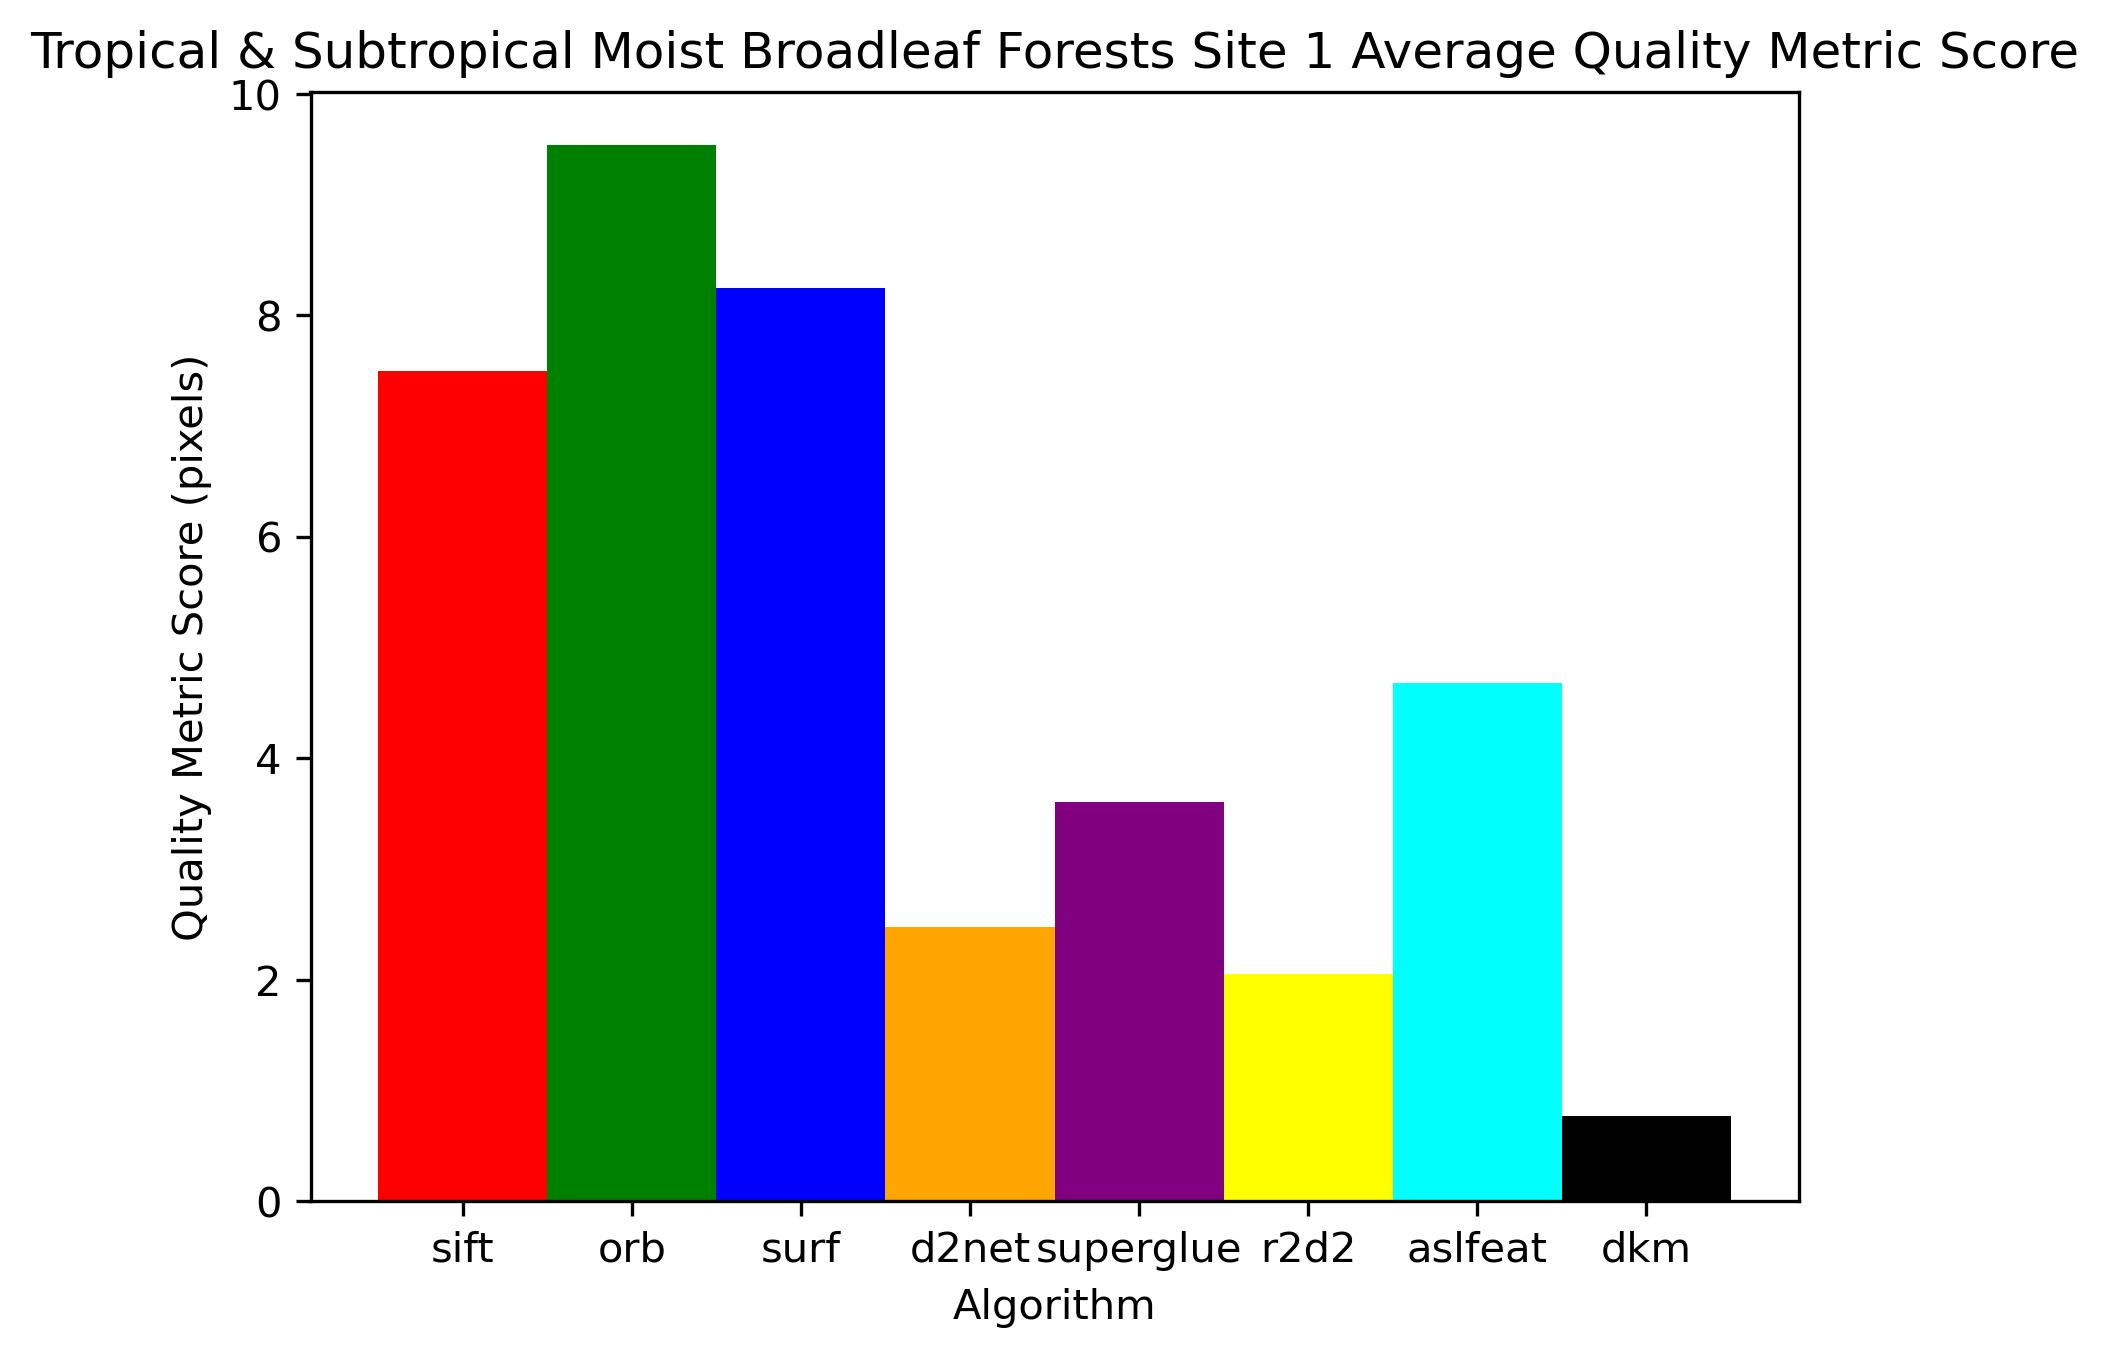 Tropical & Subtropical Moist Broadleaf Forests Site 1 Average Quality Metric Score
10
8
6
4
2
0
Quality Metric Score (pixels)
sift orb surf d2net superglue r2d2 aslfeat dkm
Algorithm